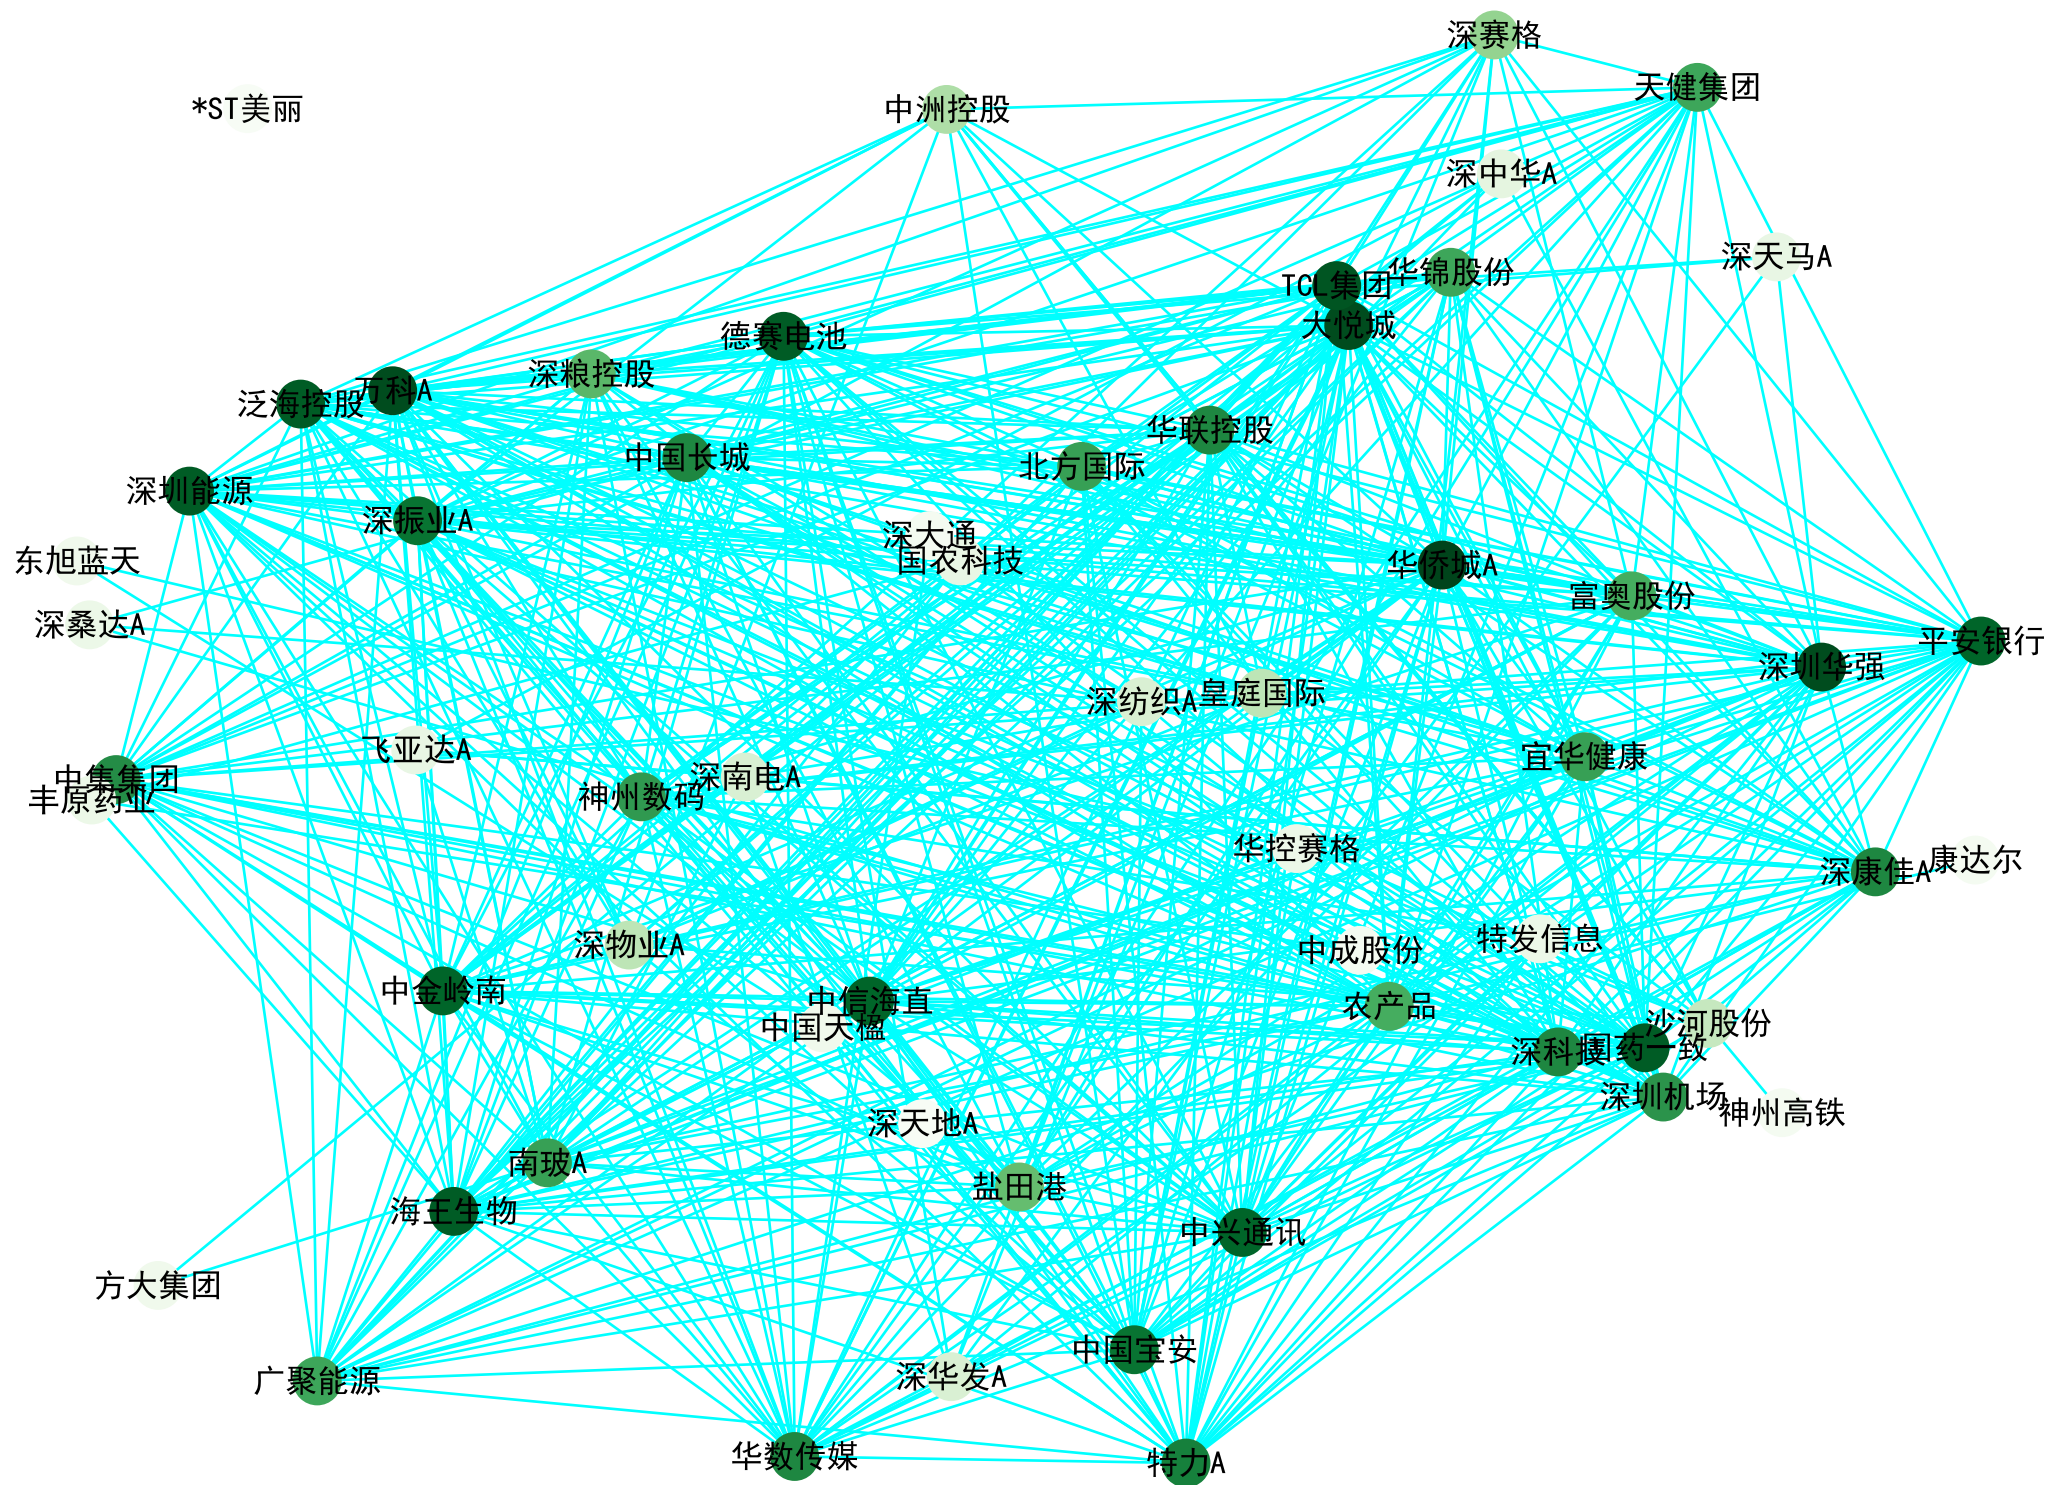 深赛格
天健集团
*ST美丽
中洲控股
深中华A
深天马A
TCL集团
华锦股份
大悦城
德赛电池
深粮控股
泛海控股
万科A
华联控股
中国长城
北方国际
深圳能源
深振业A
深大通
国农科技
东旭蓝天
华侨城A
富奥股份
深桑达A
平安银行
深圳华强
深纺织A
皇庭国际
飞亚达A
宜华健康
中集集团
丰原药业
神州数码
深南电A
华控赛格
深康佳A
康达尔
深物业A
中成股份
特发信息
中金岭南
中信海直
中国天楹
农产品
沙河股份
深科技
国药一致
深圳机场
神州高铁
深天地A
南玻A
盐田港
海王生物
中兴通讯
方大集团
中国宝安
广聚能源
深华发A
华数传媒
特力A